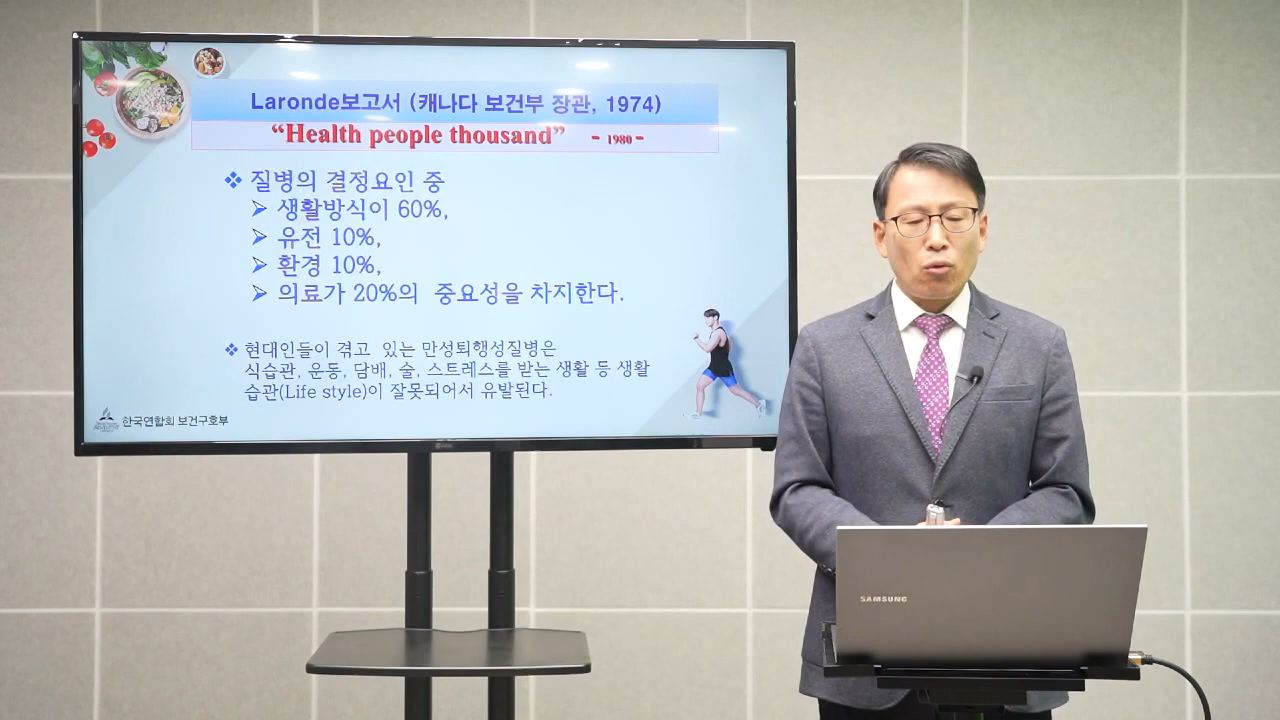 Laronde보고서 (캐나다 보건부 장관, 1974)
“Health people thousand” - 1980 -
❖ 질병의 결정요인 중
➢ 생활방식이 60%,
➢ 유전 10%,
➢ 환경 10%,
➢ 의료가 20%의 중요성을 차지한다.
❖ 현대인들이 겪고 있는 만성퇴행성질병은
식습관, 운동, 담배, 술, 스트레스를 받는 생활 등 생활
습관(Life style)이 잘못되어서 유발된다.
한국연합회 보건구호부
SAMSUNG